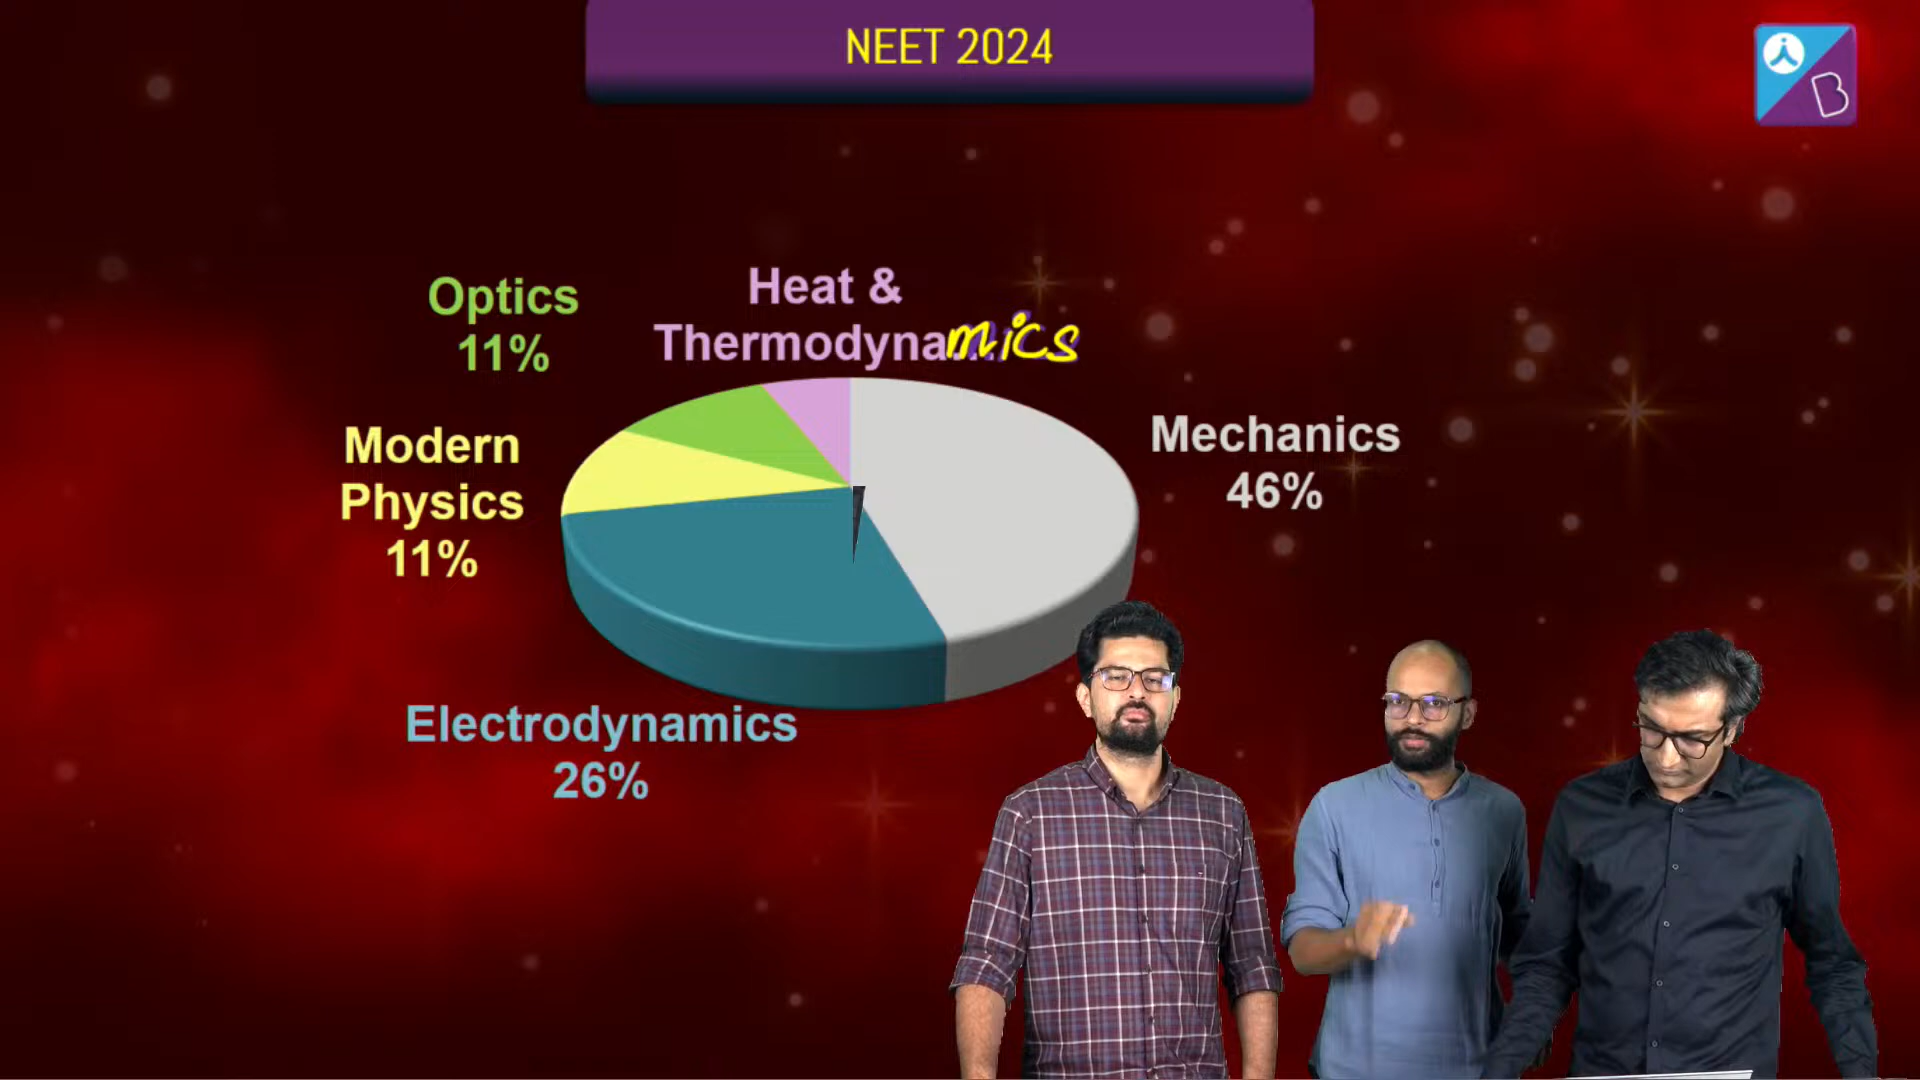 NEET 2024
B
Optics
11%
Heat &
Thermodynamics
Modern
Physics
11%
Mechanics
46%
Electrodynamics
26%